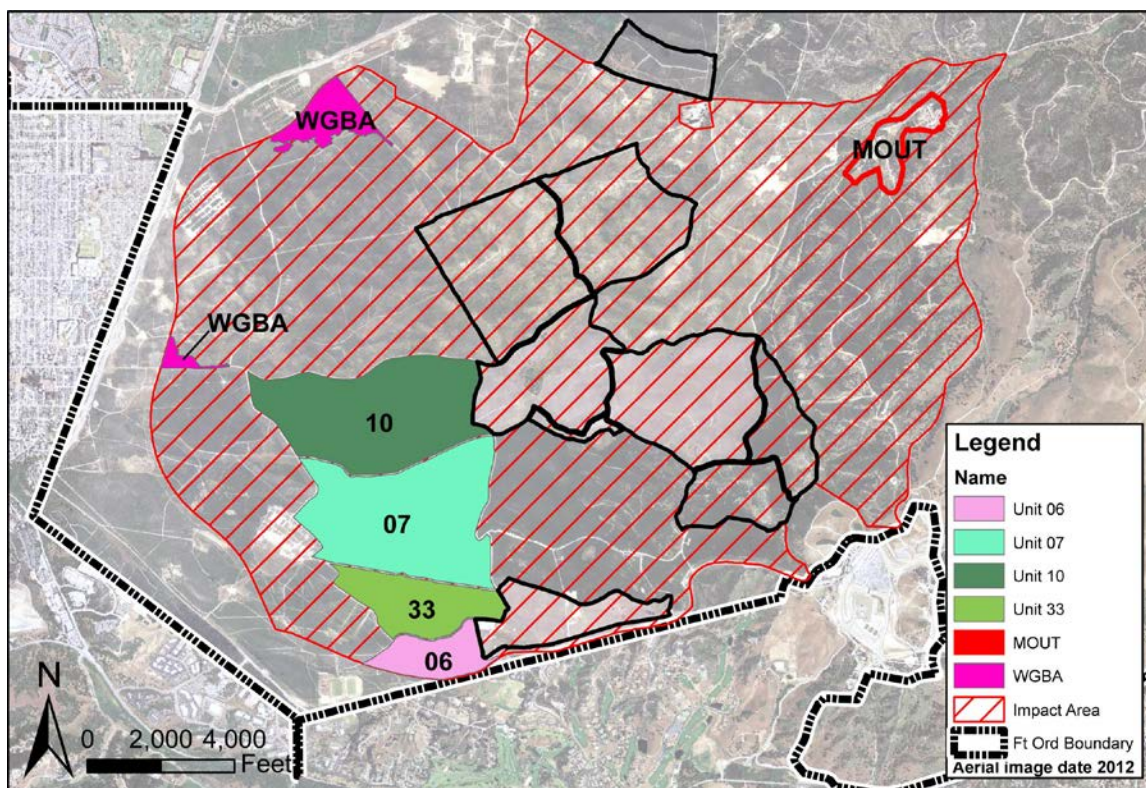 WGBA
MOUT
WGBA
10
07
33
06
N
0 2,000 4,000
Feet
Legend
Name
Unit 06
Unit 07
Unit 10
Unit 33
MOUT
WGBA
Impact Area
Ft Ord Boundary
Aerial image date 2012